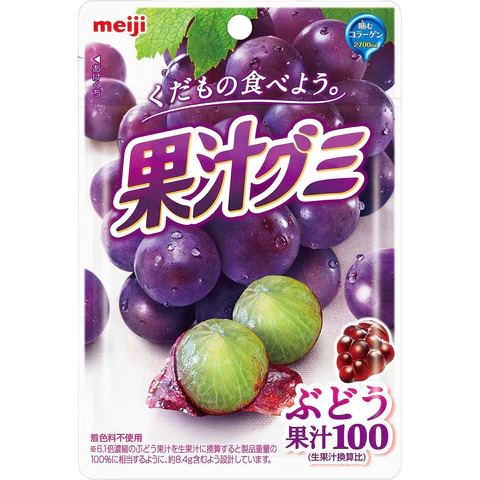 meiji
噛む
コラーゲン
2700mg
◀あけくち
くだもの食べよう。
果汁グミ
ぶどう
果汁100
(生果汁換算比)
着色料不使用
※6.1倍濃縮のぶどう果汁を生果汁に換算すると製品重量の
100%に相当するように、約8.4g含むよう設計しています。